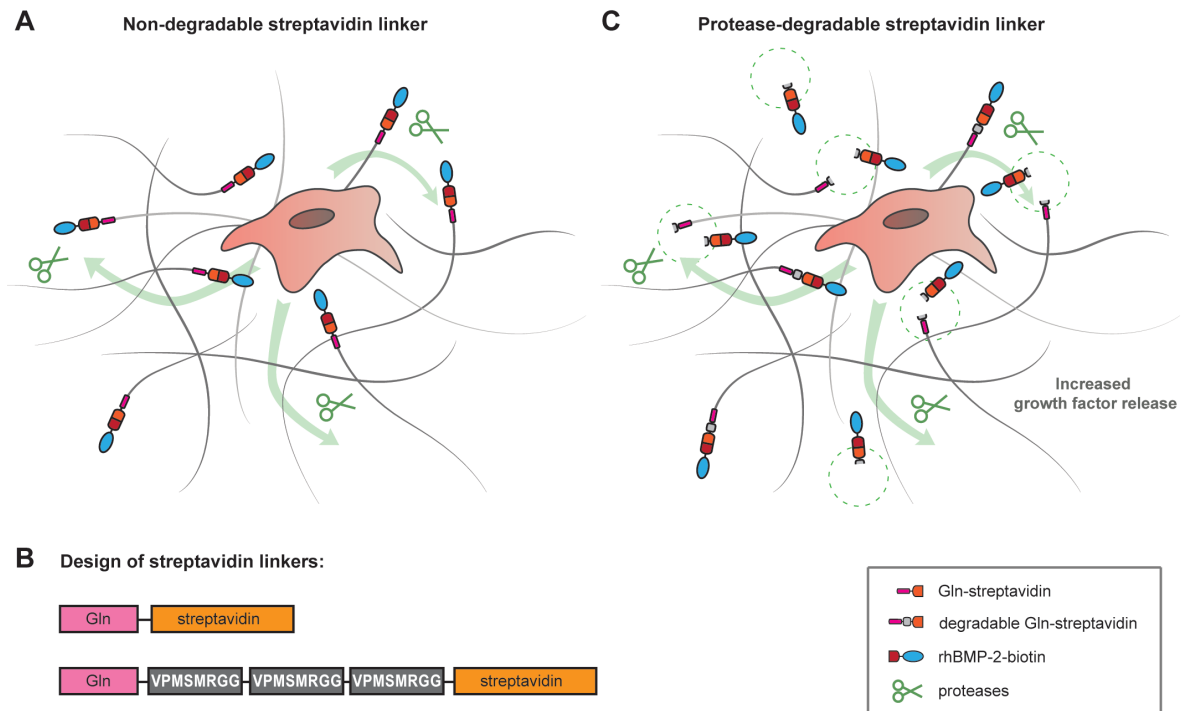 A
Non-degradable streptavidin linker
C
Protease-degradable streptavidin linker
Increased
growth factor release
B
Design of streptavidin linkers:
Gln
streptavidin
Gln
VPMSMRGG
VPMSMRGG
VPMSMRGG
streptavidin
Gln-streptavidin
degradable Gln-streptavidin
rhBMP-2-biotin
proteases